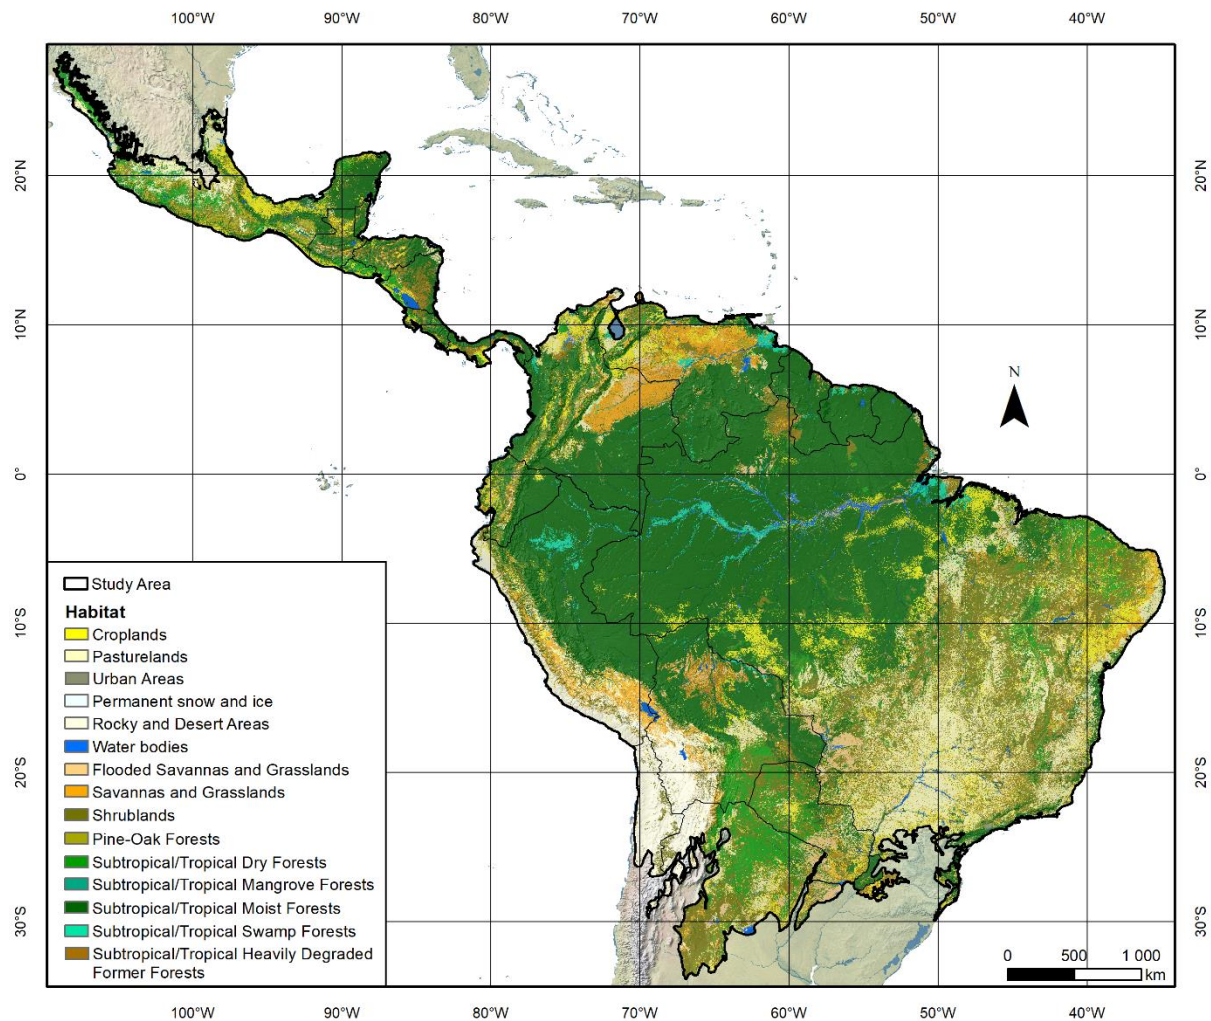 100°W 90°W 80°W 70°W 60°W 50°W 40°W
20°N 20°N
N
10°N 10°N
0° 0°
Study Area
Habitat
Croplands
Pasturelands
Urban Areas
Permanent snow and ice
Rocky and Desert Areas
Water bodies
Flooded Savannas and Grasslands
Savannas and Grasslands
Shrublands
Pine-Oak Forests
Subtropical/Tropical Dry Forests
Subtropical/Tropical Mangrove Forests
Subtropical/Tropical Moist Forests
Subtropical/Tropical Swamp Forests
Subtropical/Tropical Heavily Degraded
Former Forests
10°S 10°S
20°S 20°S
30°S 30°S
0 500 1 000
km
100°W 90°W 80°W 70°W 60°W 50°W 40°W